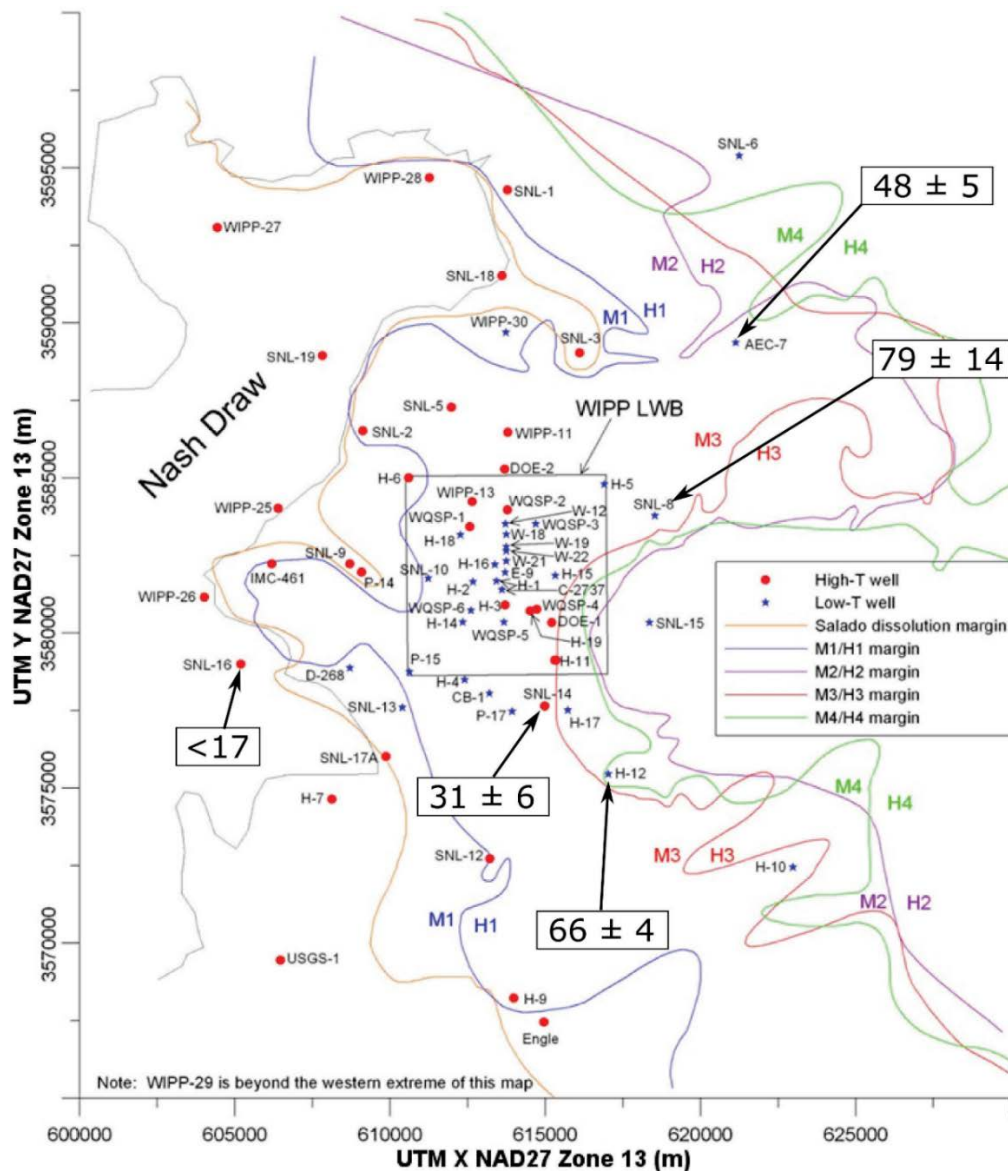 SNL-6
3595000
WIPP-28
SNL-1
48 ± 5
WIPP-27
M4
H4
M2
H2
SNL-18
M1
H1
3590000
WIPP-30
SNL-3
AEC-7
SNL-19
79 ± 14
Nash Draw
WIPP LWB
SNL-5
SNL-2
WIPP-11
M3
H3
DOE-2
3585000
H-6
H-5
WIPP-13
WQSP-2
W-12
SNL-8
WIPP-25
WQSP-1
WQSP-3
H-18
W-18
W-19
W-22
SNL-9
SNL-10
H-16
W-21
E-9
H-15
IMC-461
P-14
H-2
H-1
C-2737
WIPP-26
WQSP-6
H-3
WQSP-4
H-14
WQSP-5
DOE-1
SNL-15
H-19
3580000
SNL-16
P-15
H-11
D-268
H-4
SNL-14
CB-1
SNL-13
P-17
H-17
High-T well
Low-T well
Salado dissolution margin
M1/H1 margin
M2/H2 margin
M3/H3 margin
M4/H4 margin
<17
SNL-17A
31 ± 6
H-12
M4
H4
3575000
H-7
SNL-12
M3
H3
H-10
M1
H1
66 ± 4
M2
H2
3570000
USGS-1
H-9
Engle
Note: WIPP-29 is beyond the western extreme of this map
600000 605000 610000 615000 620000 625000
UTM X NAD27 Zone 13 (m)
UTM Y NAD27 Zone 13 (m)